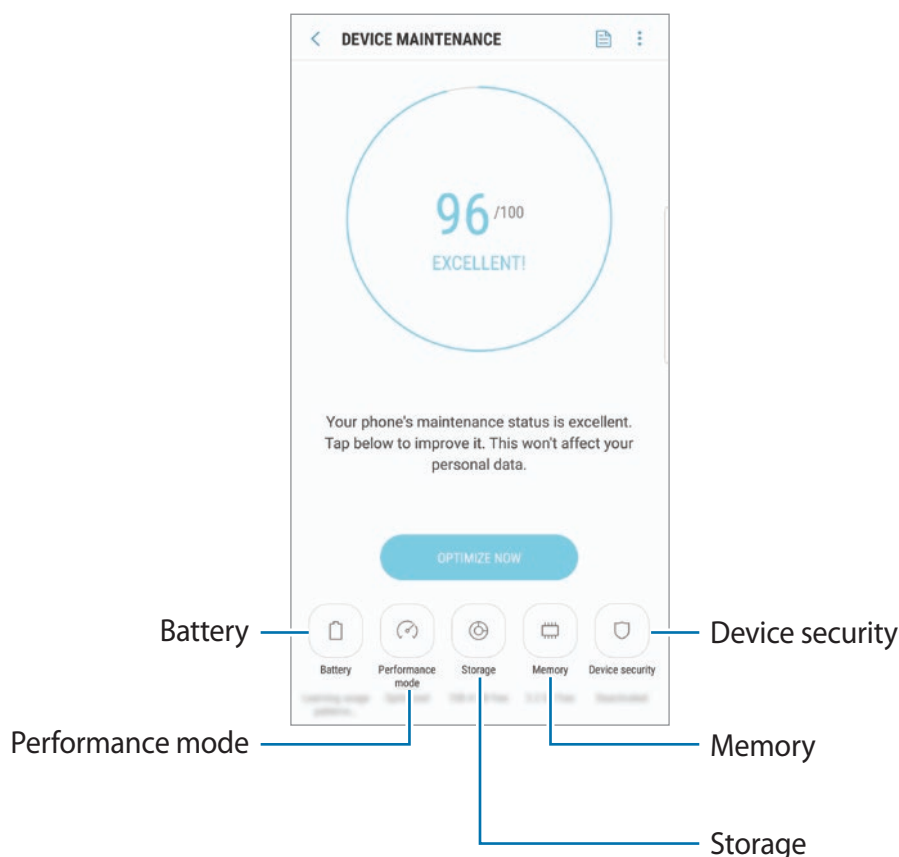 DEVICE MAINTENANCE
96 /100
EXCELLENT!
Your phone's maintenance status is excellent.
Tap below to improve it. This won't affect your
personal data.
OPTIMIZE NOW
Battery
Device security
Battery
Performance
mode
Storage
Memory
Device security
Performance mode
Memory
Storage